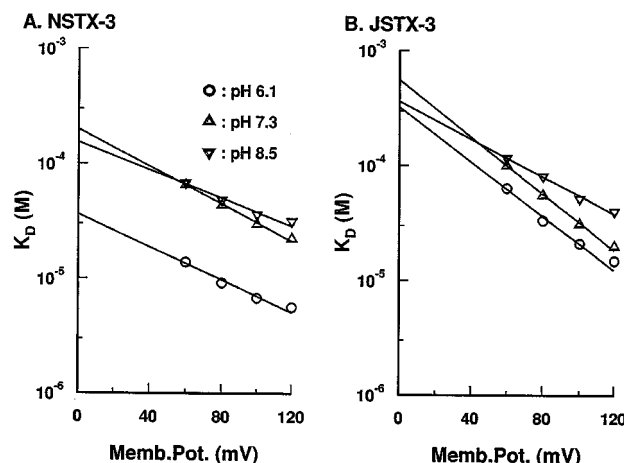 A. NSTX-3
10⁻³
10⁻⁴
10⁻⁵
10⁻⁶
K_D (M)
○ : pH 6.1
△ : pH 7.3
▽ : pH 8.5
0 40 80 120
Memb.Pot. (mV)
B. JSTX-3
10⁻³
10⁻⁴
10⁻⁵
10⁻⁶
K_D (M)
0 40 80 120
Memb.Pot. (mV)